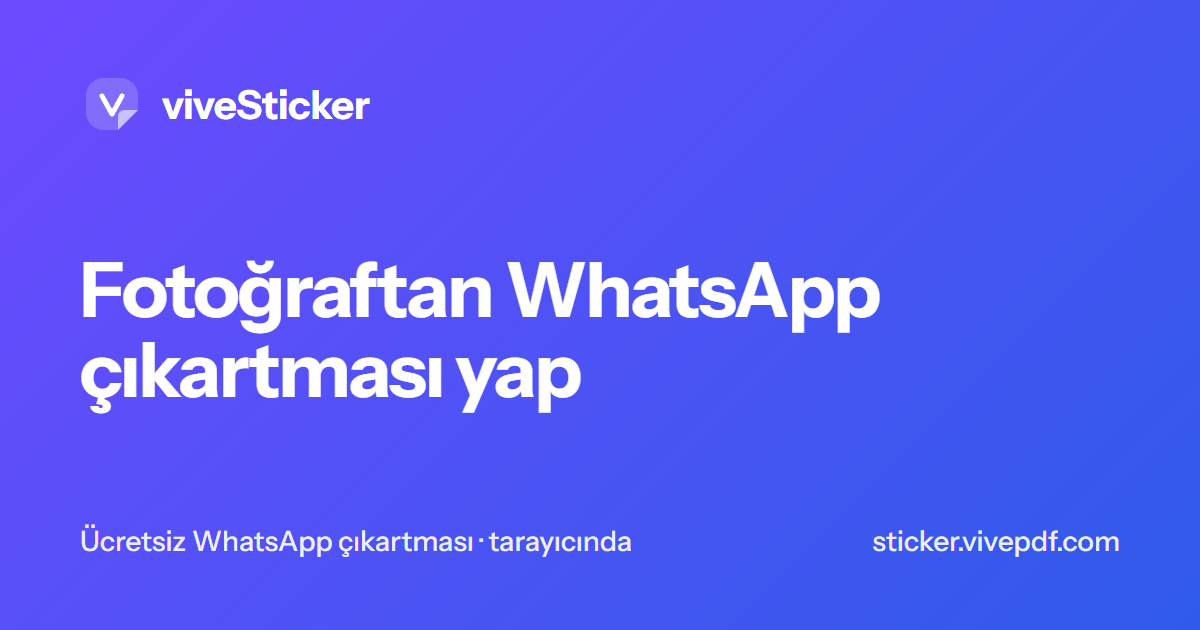 viveSticker
Fotoğraftan WhatsApp
çıkartması yap
Ücretsiz WhatsApp çıkartması · tarayıcında
sticker.vivepdf.com